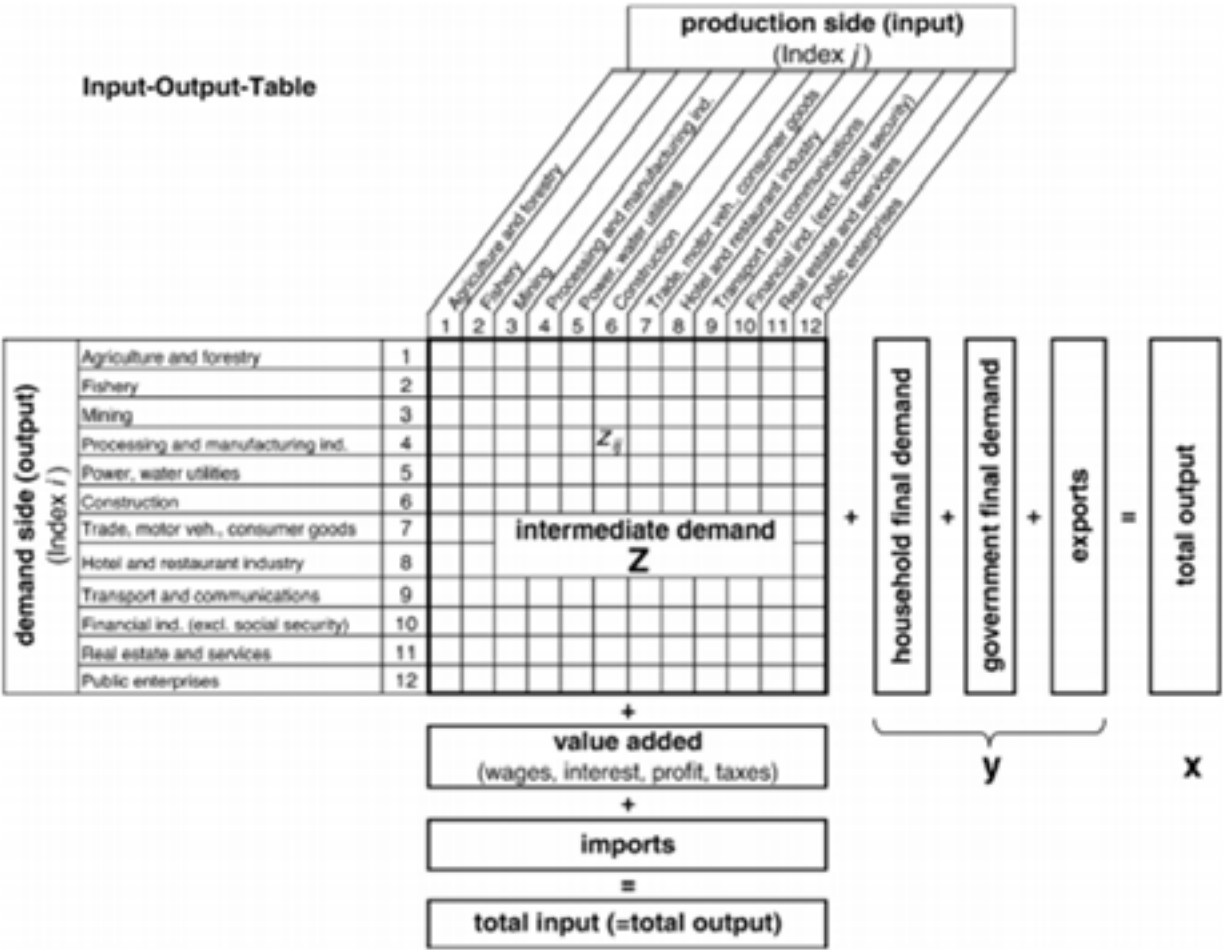 production side (input)
(Index j)
Input-Output-Table
Agriculture and forestry
Fishery
Mining
Processing and manufacturing ind.
Power, water utilities
Construction
Trade, motor veh., consumer goods
Hotel and restaurant industry
Transport and communications
Financial ind. (excl. social security)
Real estate and services
Public enterprises
1 2 3 4 5 6 7 8 9 10 11 12
demand side (output)
(Index i)
Agriculture and forestry 1
Fishery 2
Mining 3
Processing and manufacturing ind. 4
Power, water utilities 5
Construction 6
Trade, motor veh., consumer goods 7
Hotel and restaurant industry 8
Transport and communications 9
Financial ind. (excl. social security) 10
Real estate and services 11
Public enterprises 12
z ij
intermediate demand
Z
+
household final demand
+
government final demand
+
exports
=
total output
y
x
+
value added
(wages, interest, profit, taxes)
+
imports
=
total input (=total output)